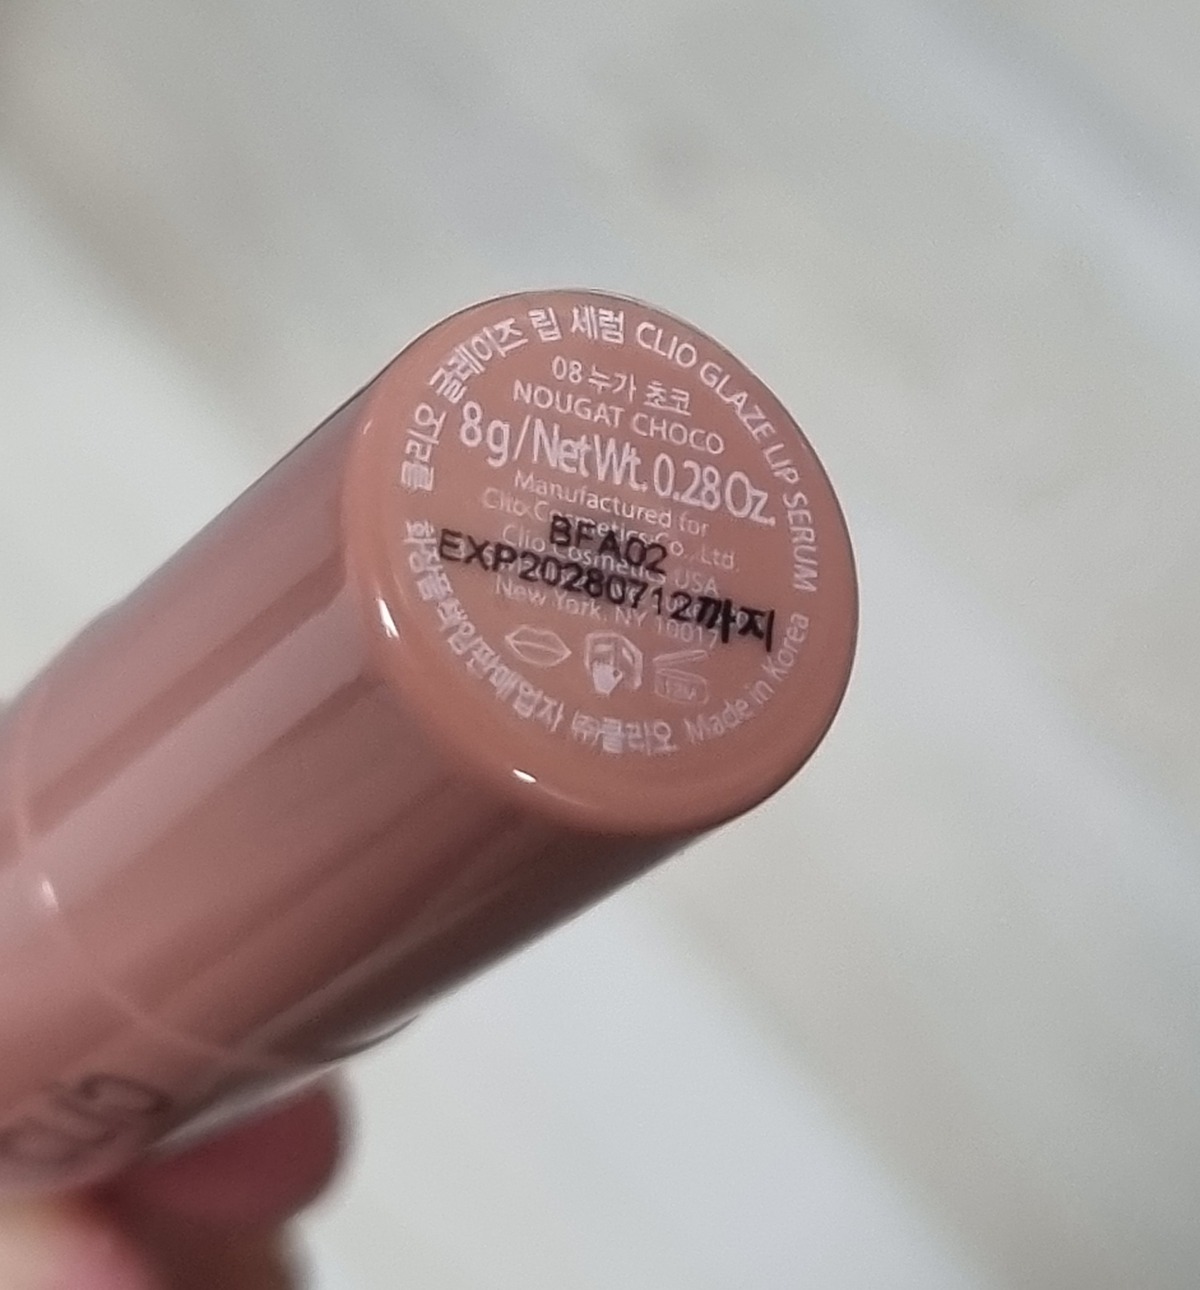 클리오 글레이즈 립 세럼 CLIO GLAZE LIP SERUM
08 누가 초코
NOUGAT CHOCO
8g/Net Wt. 0.28 Oz.
Manufactured for
Clio Cosmetics Co., Ltd.
Clio Cosmetics USA
New York, NY 10017
BFA02
EXP20280712까지
12M
화장품책임판매업자 ㈜클리오 Made in Korea